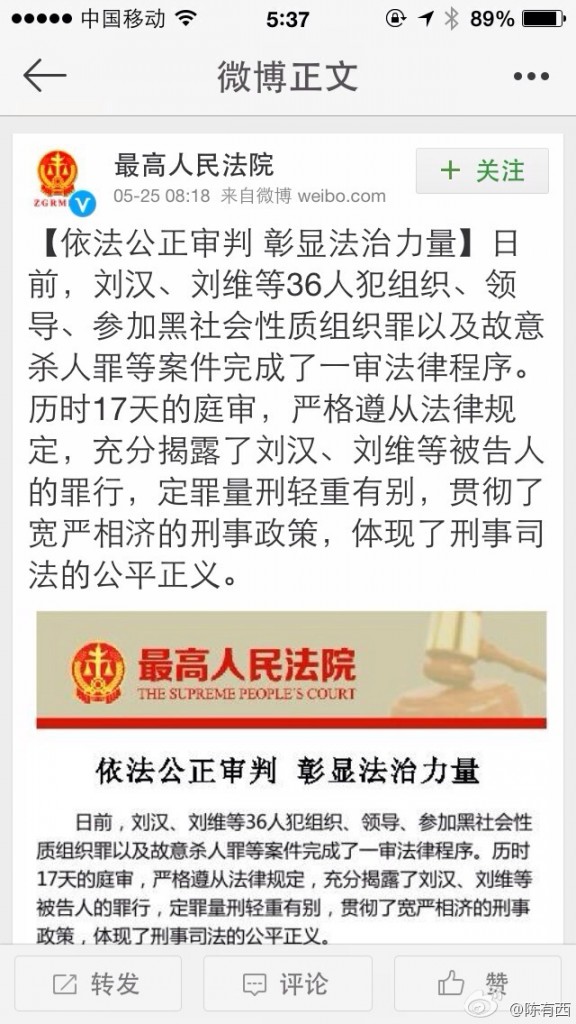 中国移动 5:37 89%
微博正文
最高人民法院
+ 关注
ZGRM
05-25 08:18 来自微博 weibo.com
【依法公正审判 彰显法治力量】日
前，刘汉、刘维等36人犯组织、领
导、参加黑社会性质组织罪以及故意
杀人罪等案件完成了一审法律程序。
历时17天的庭审，严格遵从法律规
定，充分揭露了刘汉、刘维等被告人
的罪行，定罪量刑轻重有别，贯彻了
宽严相济的刑事政策，体现了刑事司
法的公平正义。
最高人民法院
THE SUPREME PEOPLE'S COURT
依法公正审判 彰显法治力量
日前，刘汉、刘维等36人犯组织、领导、参加黑社会性
质组织罪以及故意杀人罪等案件完成了一审法律程序。历时
17天的庭审，严格遵从法律规定，充分揭露了刘汉、刘维等
被告人的罪行，定罪量刑轻重有别，贯彻了宽严相济的刑事
政策，体现了刑事司法的公平正义。
转发 评论 赞
@陈有西